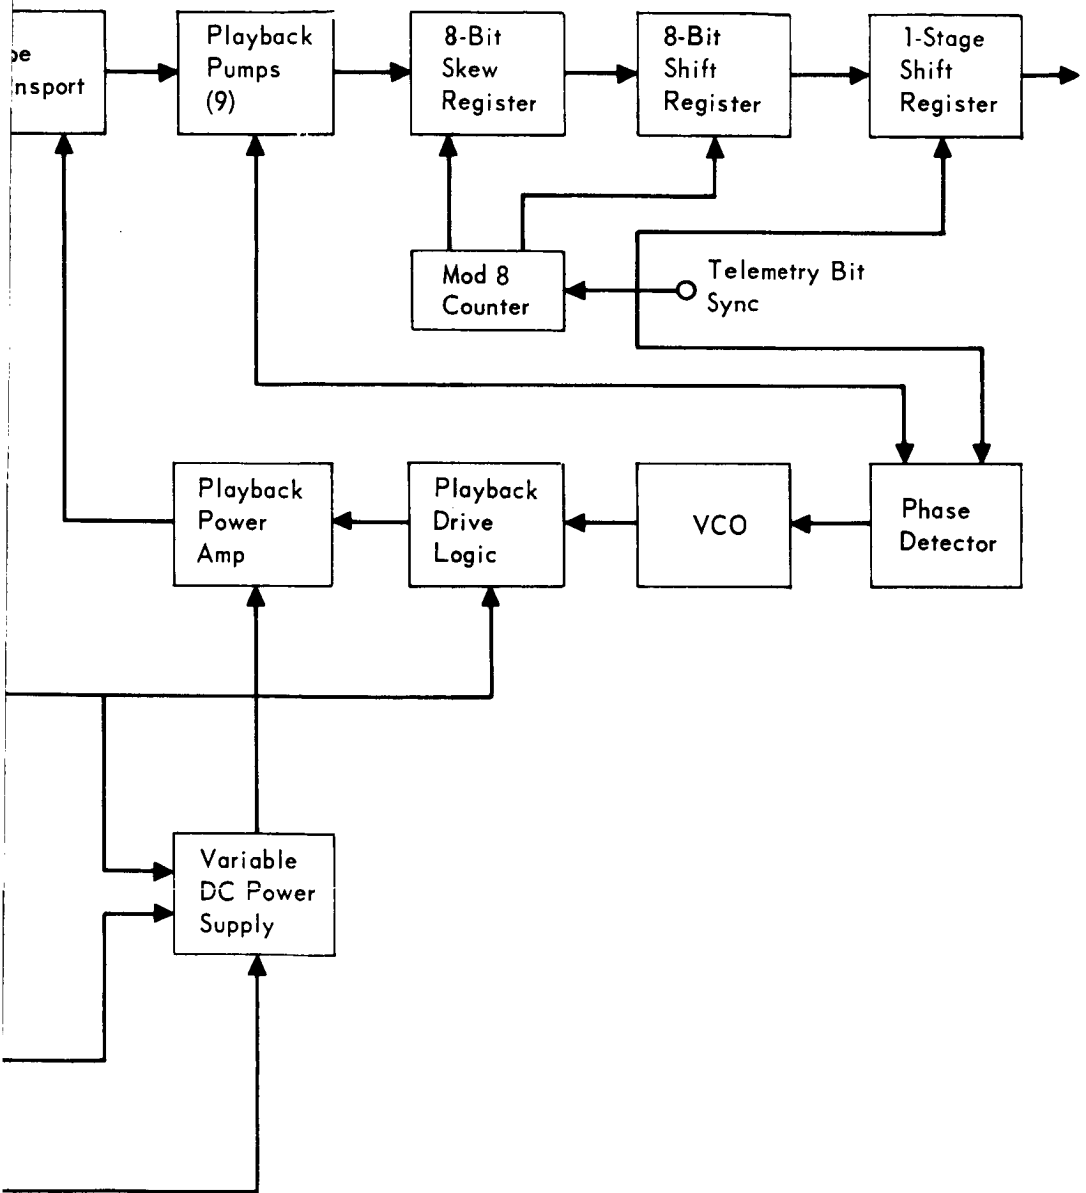 Playback
Pumps
(9)
8-Bit
Skew
Register
8-Bit
Shift
Register
1-Stage
Shift
Register
Mod 8
Counter
Telemetry Bit
Sync
Playback
Power
Amp
Playback
Drive
Logic
VCO
Phase
Detector
Variable
DC Power
Supply